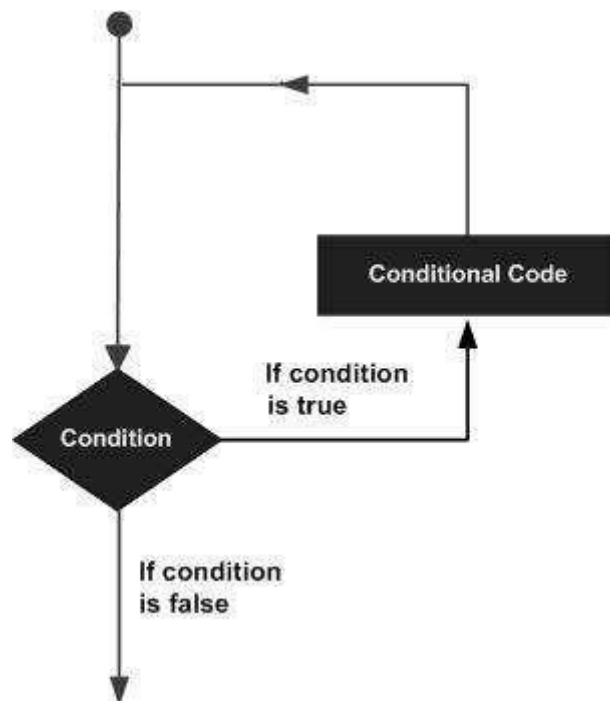 Conditional Code
If condition
is true
Condition
If condition
is false